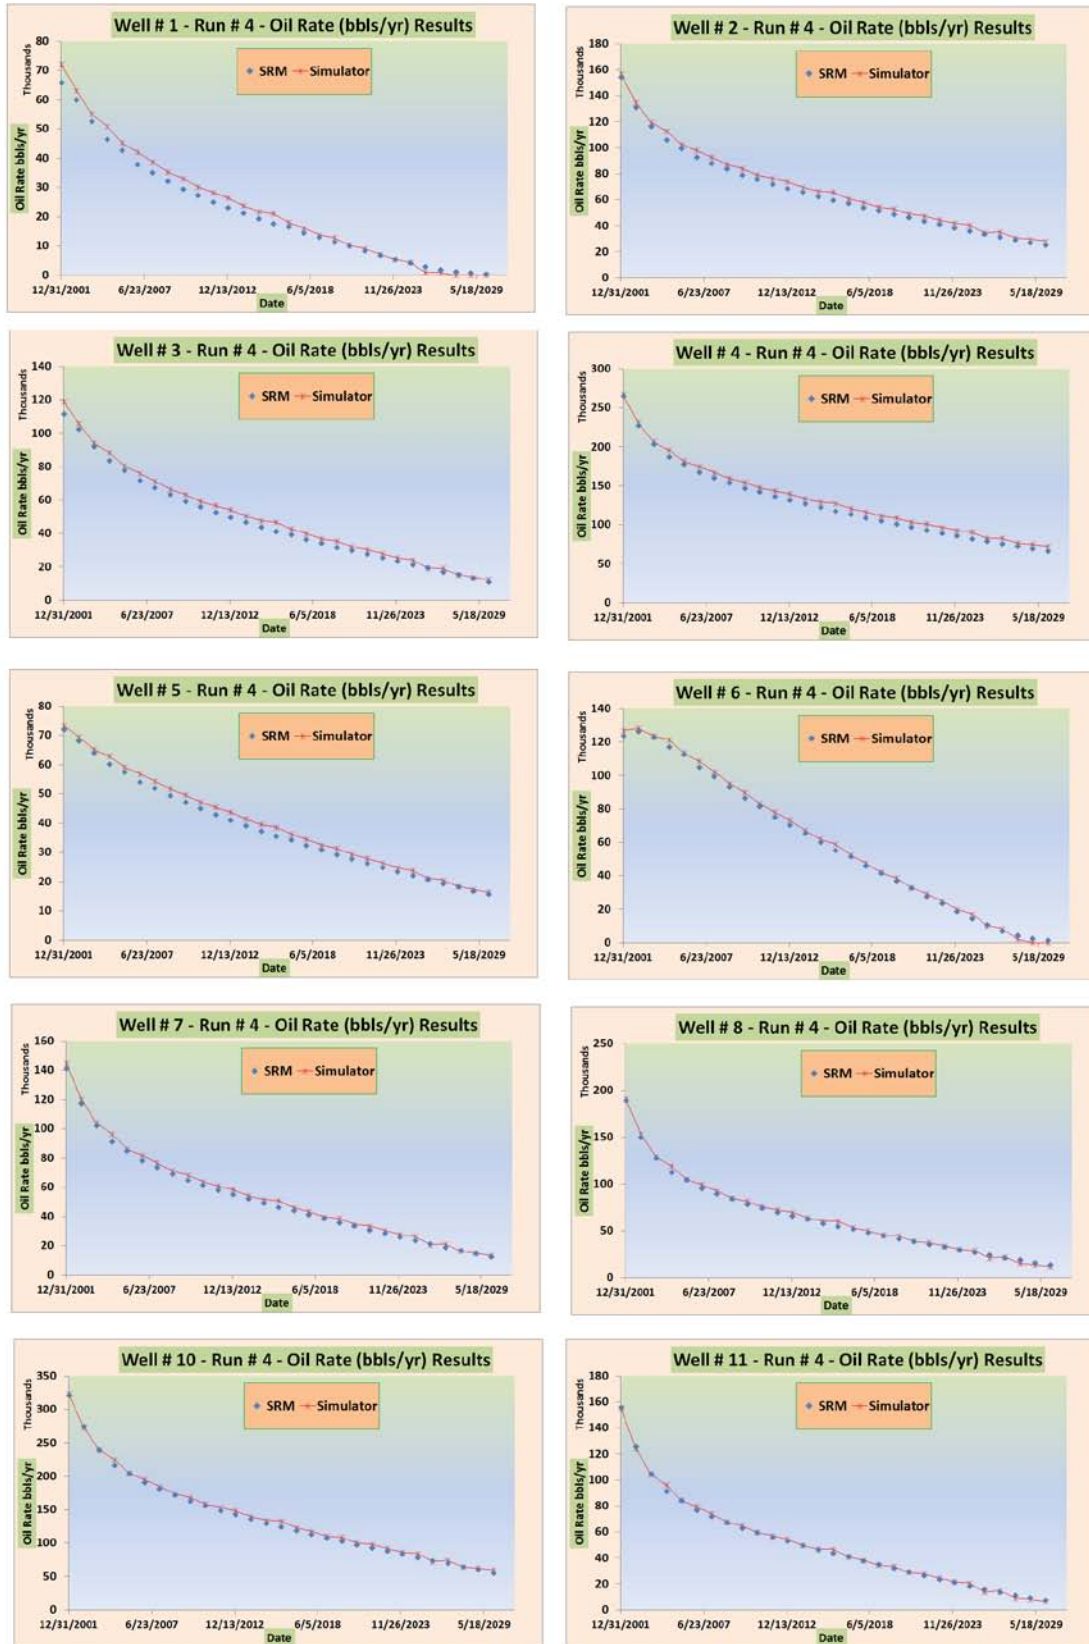 Well # 1 - Run # 4 - Oil Rate (bbls/yr) Results
Thousands
Oil Rate bbls/yr
80
70
60
50
40
30
20
10
0
SRM Simulator
12/31/2001 6/23/2007 12/13/2012 6/5/2018 11/26/2023 5/18/2029
Date
Well # 2 - Run # 4 - Oil Rate (bbls/yr) Results
Thousands
Oil Rate bbls/yr
180
160
140
120
100
80
60
40
20
0
SRM Simulator
12/31/2001 6/23/2007 12/13/2012 6/5/2018 11/26/2023 5/18/2029
Date
Well # 3 - Run # 4 - Oil Rate (bbls/yr) Results
Thousands
Oil Rate bbls/yr
140
120
100
80
60
40
20
0
SRM Simulator
12/31/2001 6/23/2007 12/13/2012 6/5/2018 11/26/2023 5/18/2029
Date
Well # 4 - Run # 4 - Oil Rate (bbls/yr) Results
Thousands
Oil Rate bbls/yr
300
250
200
150
100
50
0
SRM Simulator
12/31/2001 6/23/2007 12/13/2012 6/5/2018 11/26/2023 5/18/2029
Date
Well # 5 - Run # 4 - Oil Rate (bbls/yr) Results
Thousands
Oil Rate bbls/yr
80
70
60
50
40
30
20
10
0
SRM Simulator
12/31/2001 6/23/2007 12/13/2012 6/5/2018 11/26/2023 5/18/2029
Date
Well # 6 - Run # 4 - Oil Rate (bbls/yr) Results
Thousands
Oil Rate bbls/yr
140
120
100
80
60
40
20
0
SRM Simulator
12/31/2001 6/23/2007 12/13/2012 6/5/2018 11/26/2023 5/18/2029
Date
Well # 7 - Run # 4 - Oil Rate (bbls/yr) Results
Thousands
Oil Rate bbls/yr
160
140
120
100
80
60
40
20
0
SRM Simulator
12/31/2001 6/23/2007 12/13/2012 6/5/2018 11/26/2023 5/18/2029
Date
Well # 8 - Run # 4 - Oil Rate (bbls/yr) Results
Thousands
Oil Rate bbls/yr
250
200
150
100
50
0
SRM Simulator
12/31/2001 6/23/2007 12/13/2012 6/5/2018 11/26/2023 5/18/2029
Date
Well # 10 - Run # 4 - Oil Rate (bbls/yr) Results
Thousands
Oil Rate bbls/yr
350
300
250
200
150
100
50
0
SRM Simulator
12/31/2001 6/23/2007 12/13/2012 6/5/2018 11/26/2023 5/18/2029
Date
Well # 11 - Run # 4 - Oil Rate (bbls/yr) Results
Thousands
Oil Rate bbls/yr
180
160
140
120
100
80
60
40
20
0
SRM Simulator
12/31/2001 6/23/2007 12/13/2012 6/5/2018 11/26/2023 5/18/2029
Date